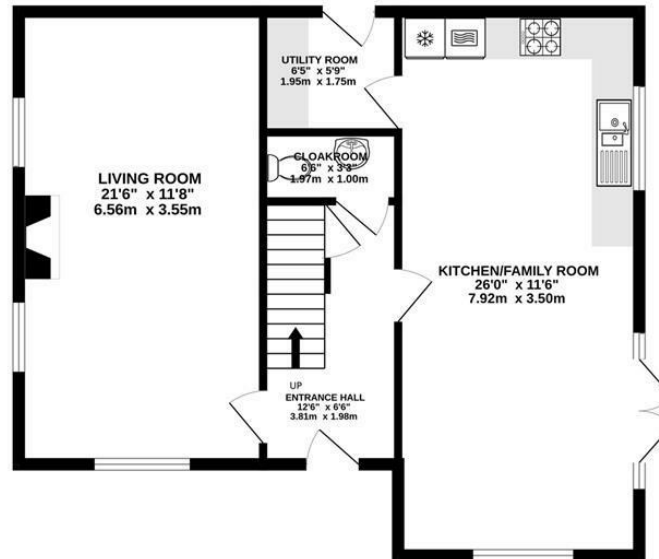 UTILITY ROOM
6'5" x 5'9"
1.95m x 1.75m
CLOAKROOM
6'6" x 3'3"
1.97m x 1.00m
LIVING ROOM
21'6" x 11'8"
6.56m x 3.55m
KITCHEN/FAMILY ROOM
26'0" x 11'6"
7.92m x 3.50m
UP
ENTRANCE HALL
12'6" x 6'6"
3.81m x 1.98m